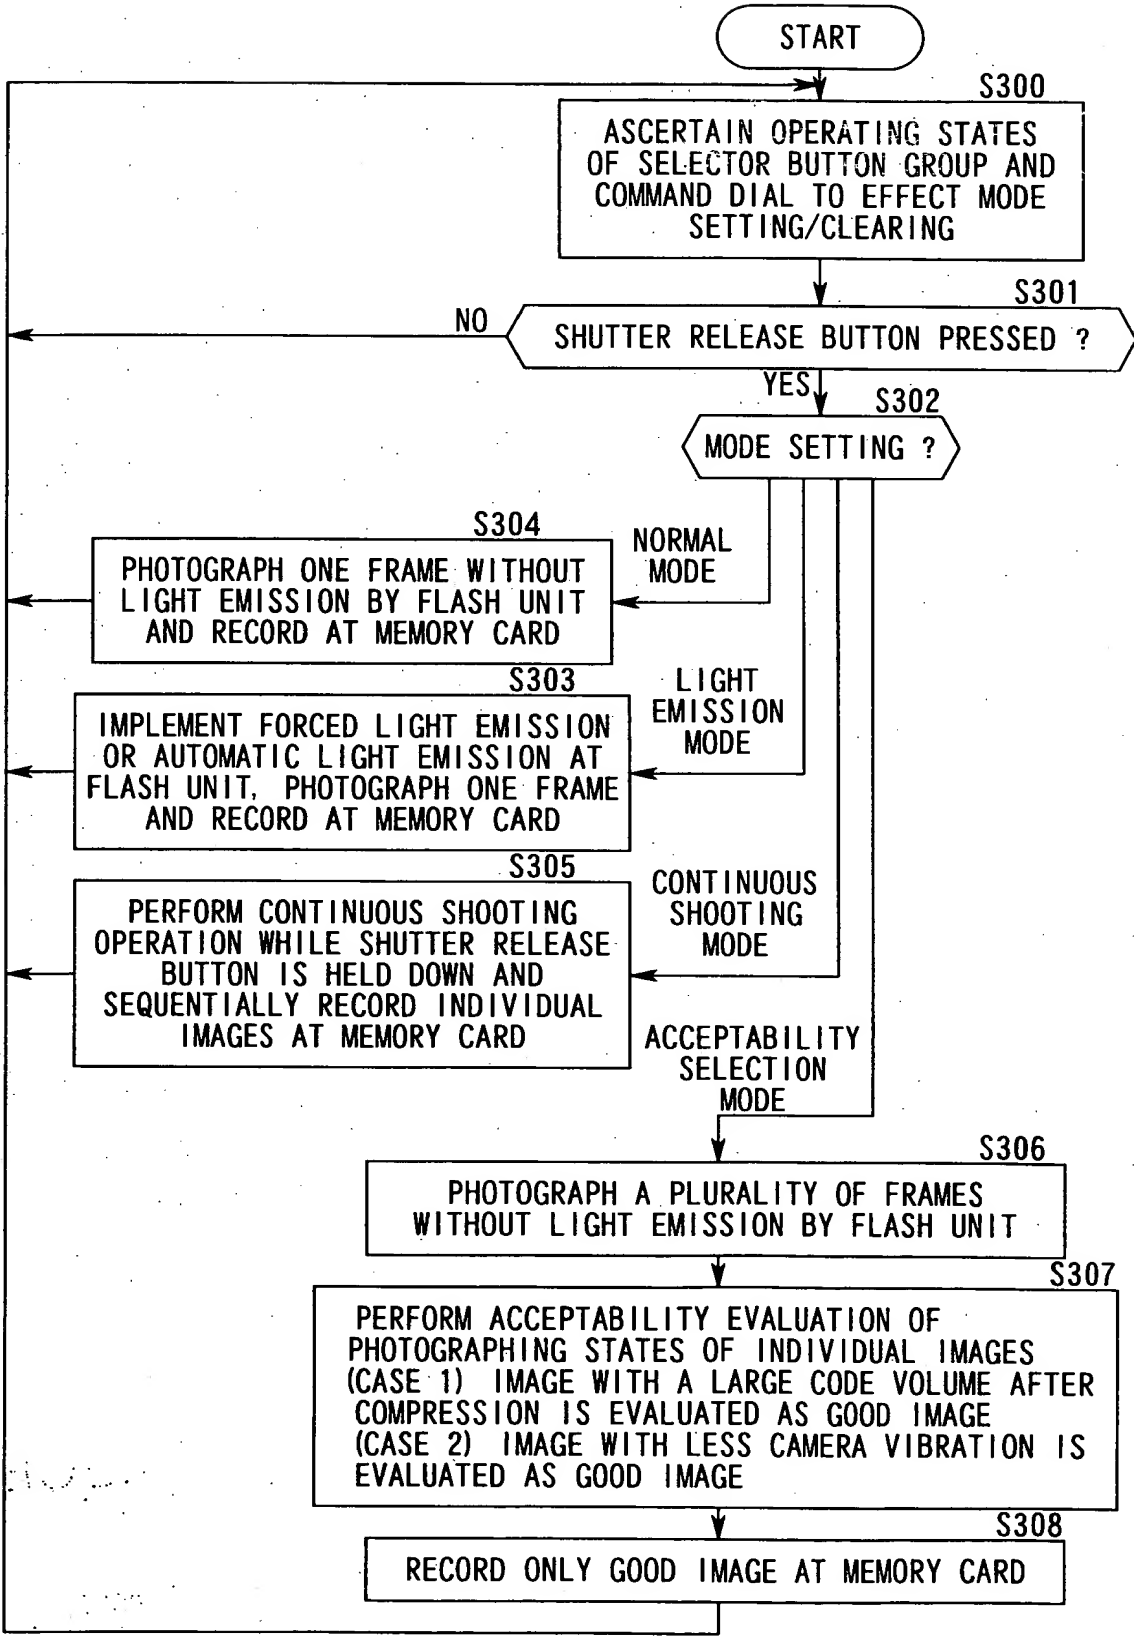 START
S300
ASCERTAIN OPERATING STATES
OF SELECTOR BUTTON GROUP AND
COMMAND DIAL TO EFFECT MODE
SETTING/CLEARING
S301
NO
SHUTTER RELEASE BUTTON PRESSED ?
YES
S302
MODE SETTING ?
S304
NORMAL
MODE
PHOTOGRAPH ONE FRAME WITHOUT
LIGHT EMISSION BY FLASH UNIT
AND RECORD AT MEMORY CARD
S303
LIGHT
EMISSION
MODE
IMPLEMENT FORCED LIGHT EMISSION
OR AUTOMATIC LIGHT EMISSION AT
FLASH UNIT, PHOTOGRAPH ONE FRAME
AND RECORD AT MEMORY CARD
S305
CONTINUOUS
SHOOTING
MODE
PERFORM CONTINUOUS SHOOTING
OPERATION WHILE SHUTTER RELEASE
BUTTON IS HELD DOWN AND
SEQUENTIALLY RECORD INDIVIDUAL
IMAGES AT MEMORY CARD
ACCEPTABILITY
SELECTION
MODE
S306
PHOTOGRAPH A PLURALITY OF FRAMES
WITHOUT LIGHT EMISSION BY FLASH UNIT
S307
PERFORM ACCEPTABILITY EVALUATION OF
PHOTOGRAPHING STATES OF INDIVIDUAL IMAGES
(CASE 1) IMAGE WITH A LARGE CODE VOLUME AFTER
COMPRESSION IS EVALUATED AS GOOD IMAGE
(CASE 2) IMAGE WITH LESS CAMERA VIBRATION IS
EVALUATED AS GOOD IMAGE
S308
RECORD ONLY GOOD IMAGE AT MEMORY CARD